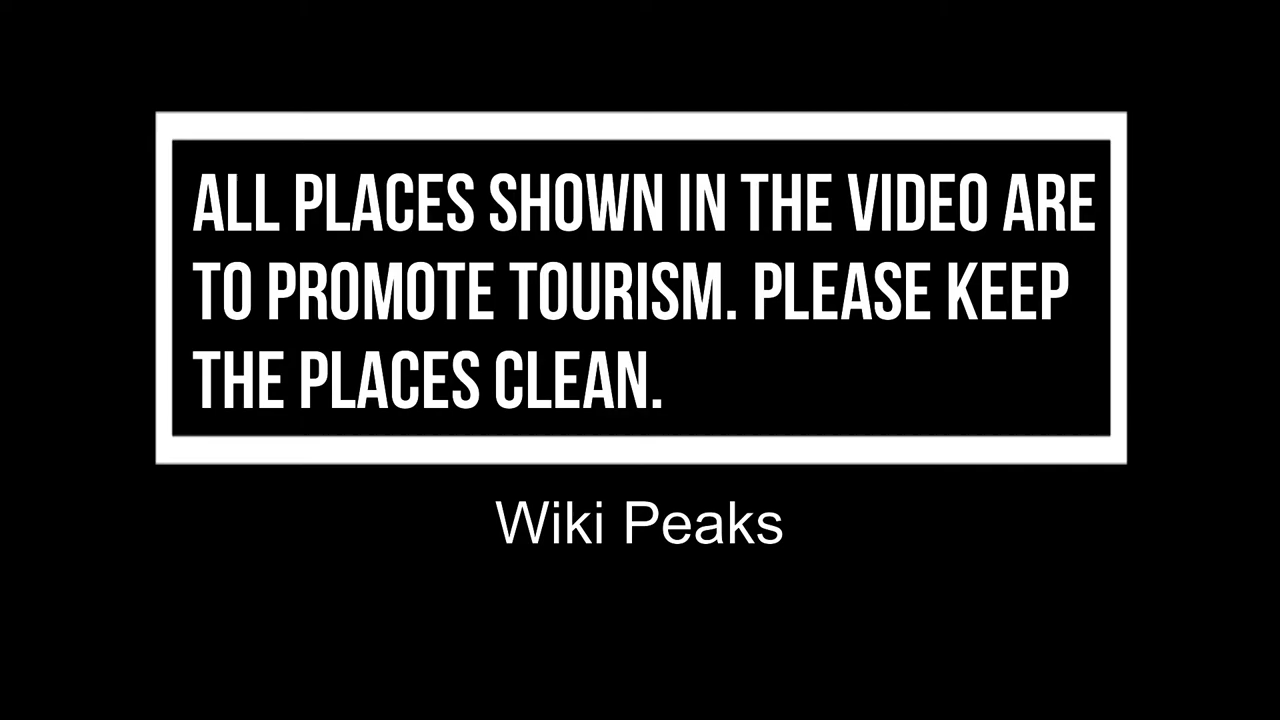 ALL PLACES SHOWN IN THE VIDEO ARE
TO PROMOTE TOURISM. PLEASE KEEP
THE PLACES CLEAN.
Wiki Peaks